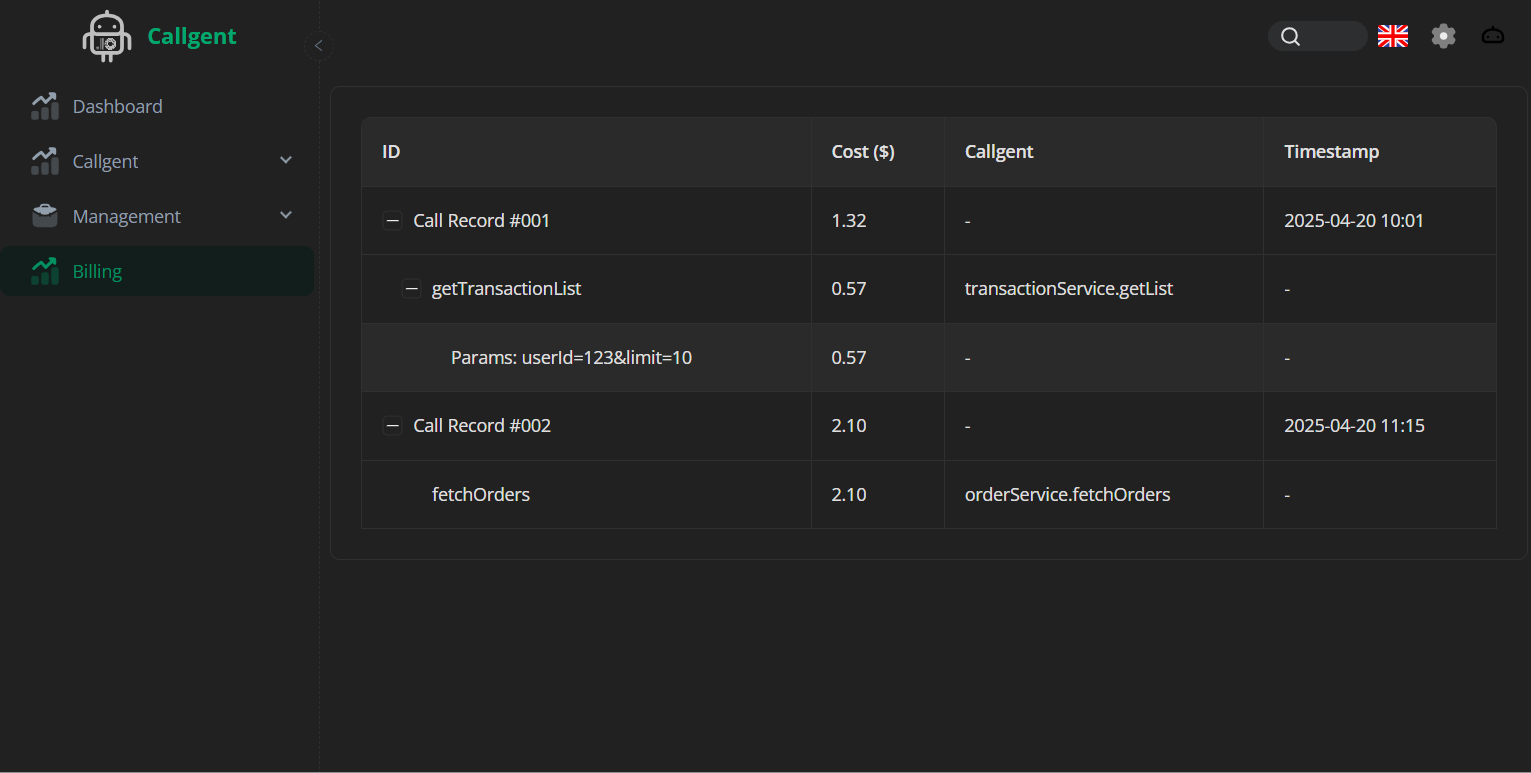 Callgent
Dashboard
Callgent
Management
Billing
ID Cost ($) Callgent Timestamp
Call Record #001 1.32 - 2025-04-20 10:01
getTransactionList 0.57 transactionService.getList -
Params: userId=123&limit=10 0.57 - -
Call Record #002 2.10 - 2025-04-20 11:15
fetchOrders 2.10 orderService.fetchOrders -